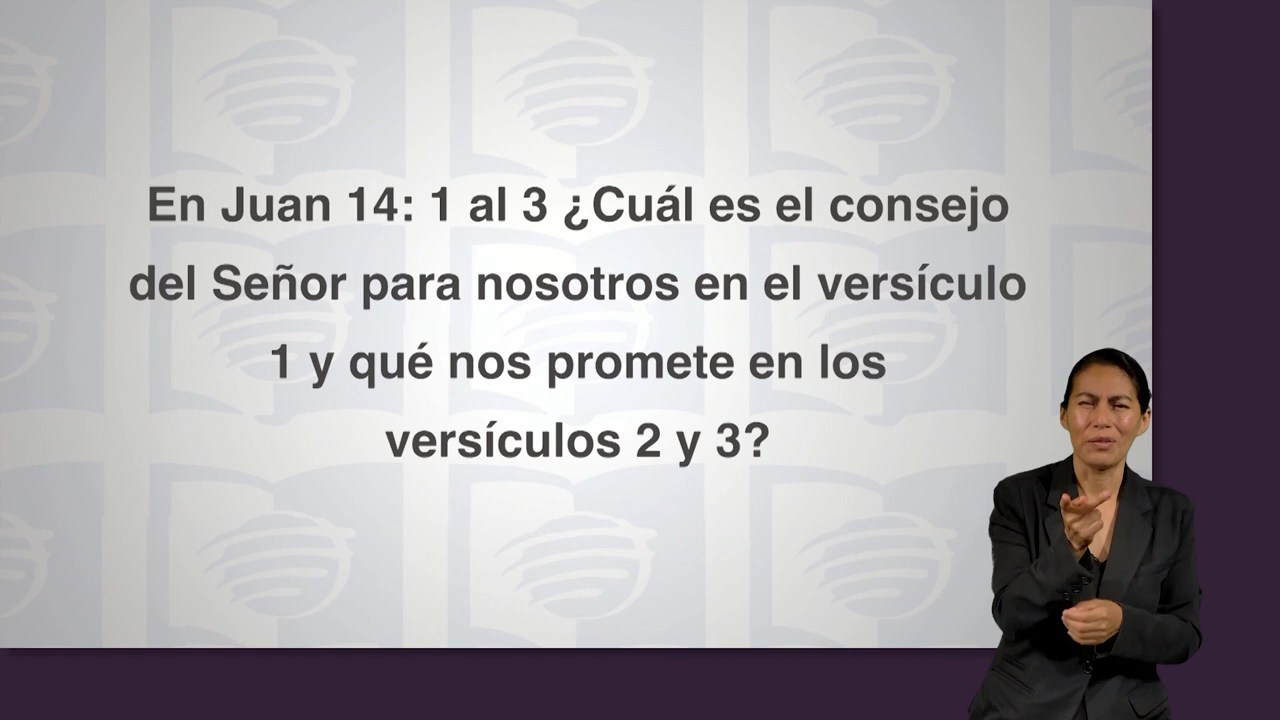 En Juan 14: 1 al 3 ¿Cuál es el consejo
del Señor para nosotros en el versículo
1 y qué nos promete en los
versículos 2 y 3?